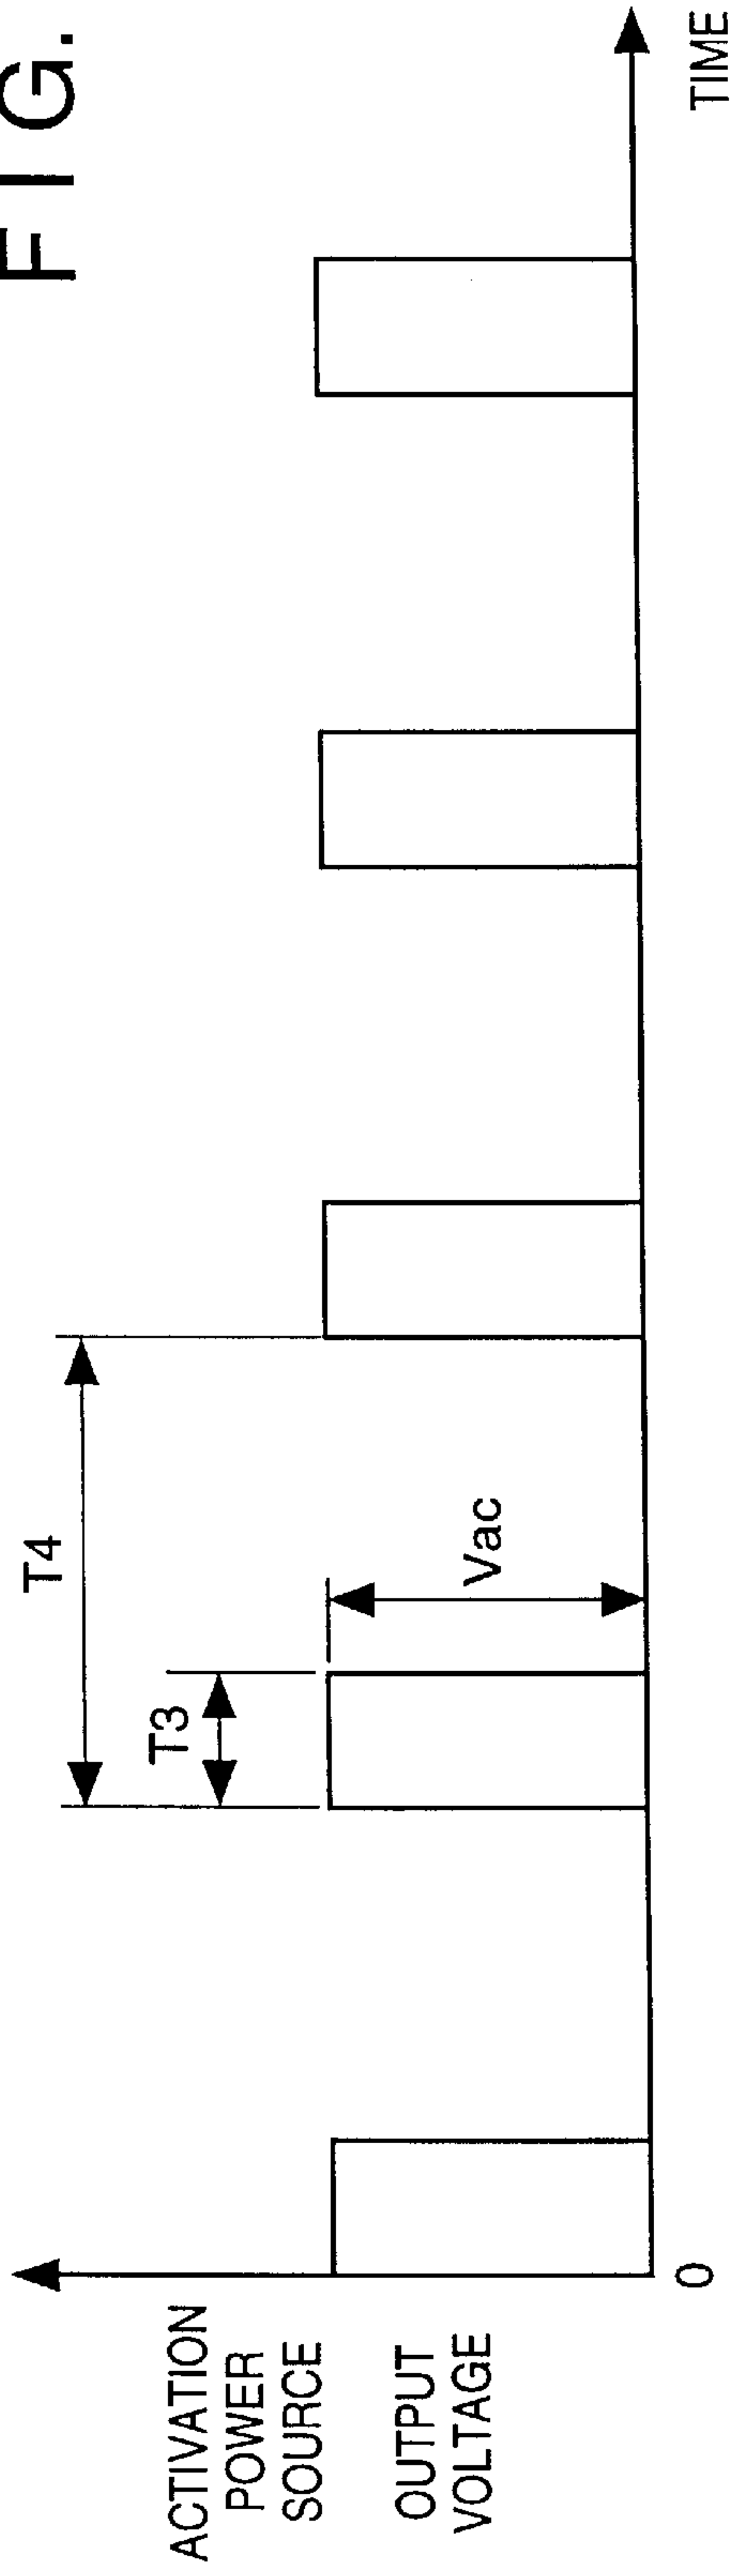 F I G.
T4
T3
ACTIVATION
POWER
SOURCE
OUTPUT
VOLTAGE
Vac
0
TIME